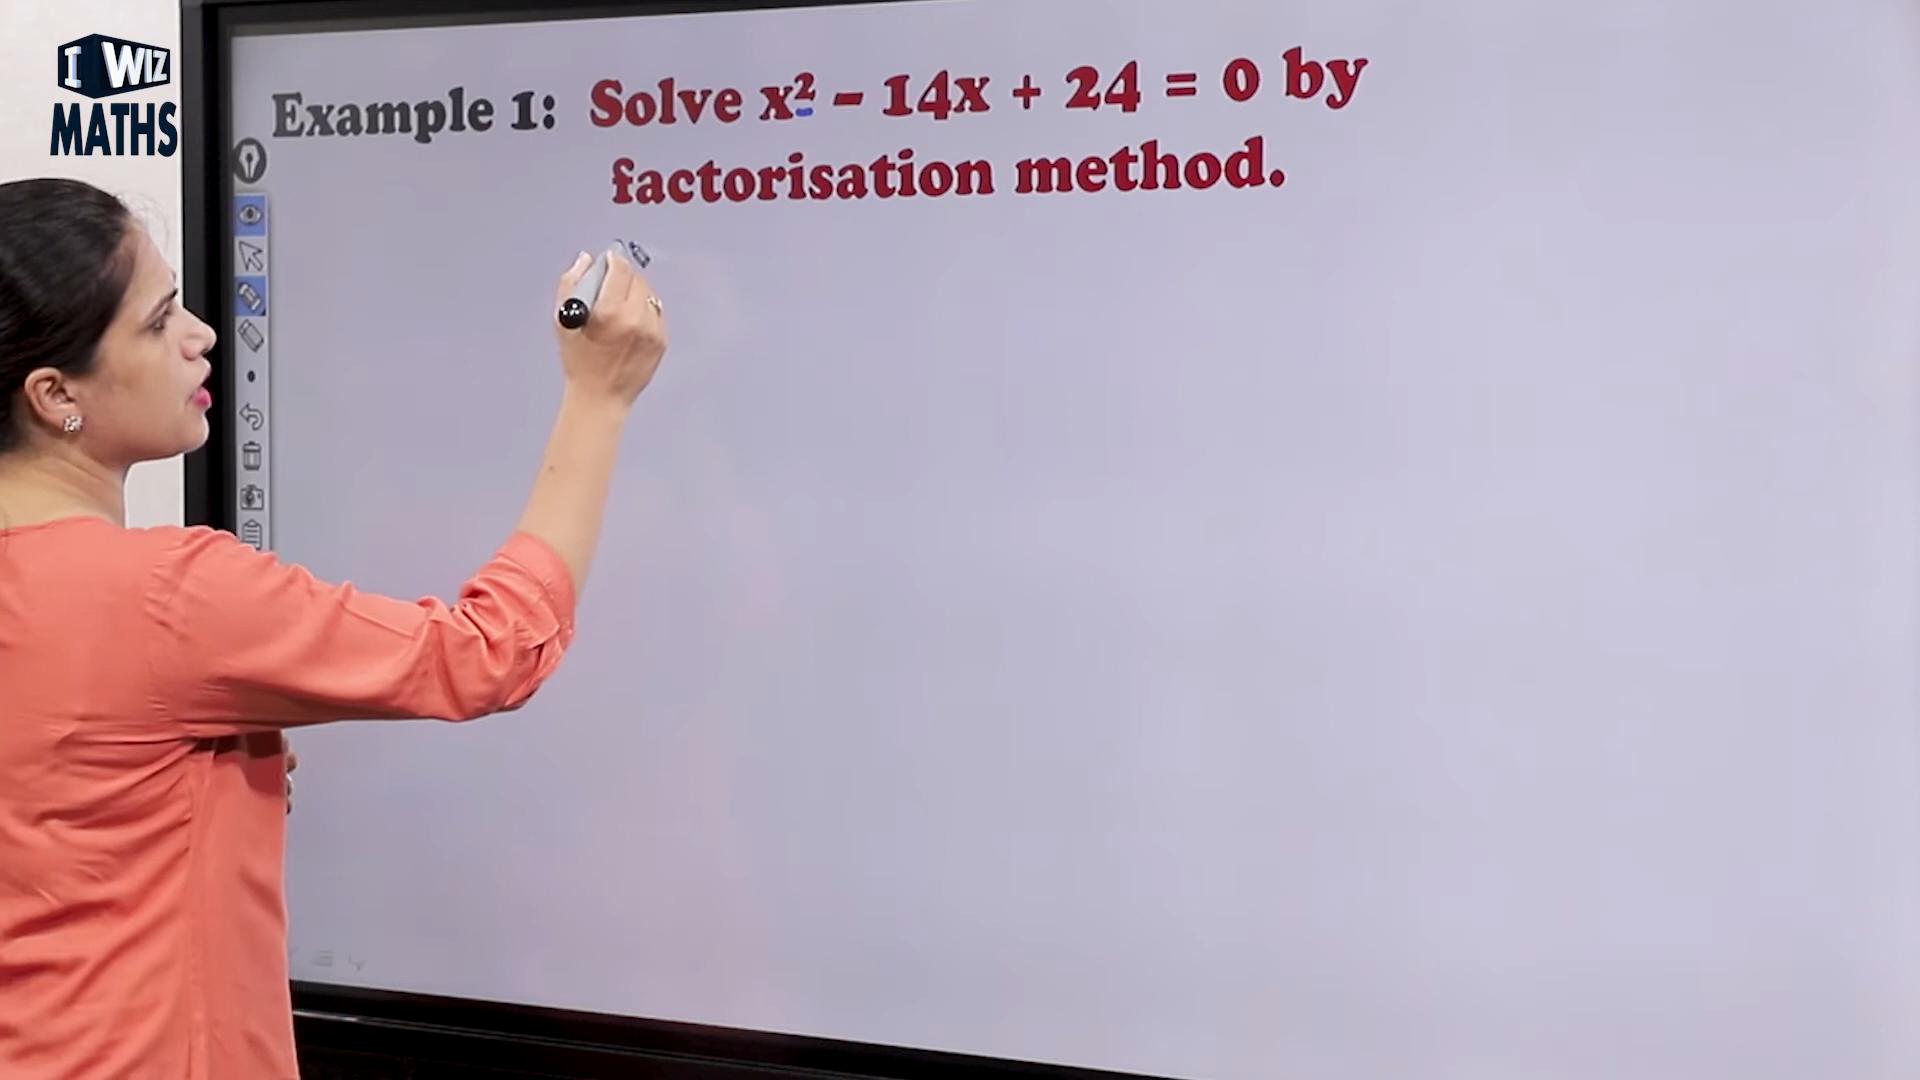 I WIZ
MATHS
Example 1: Solve x² - 14x + 24 = 0 by
factorisation method.